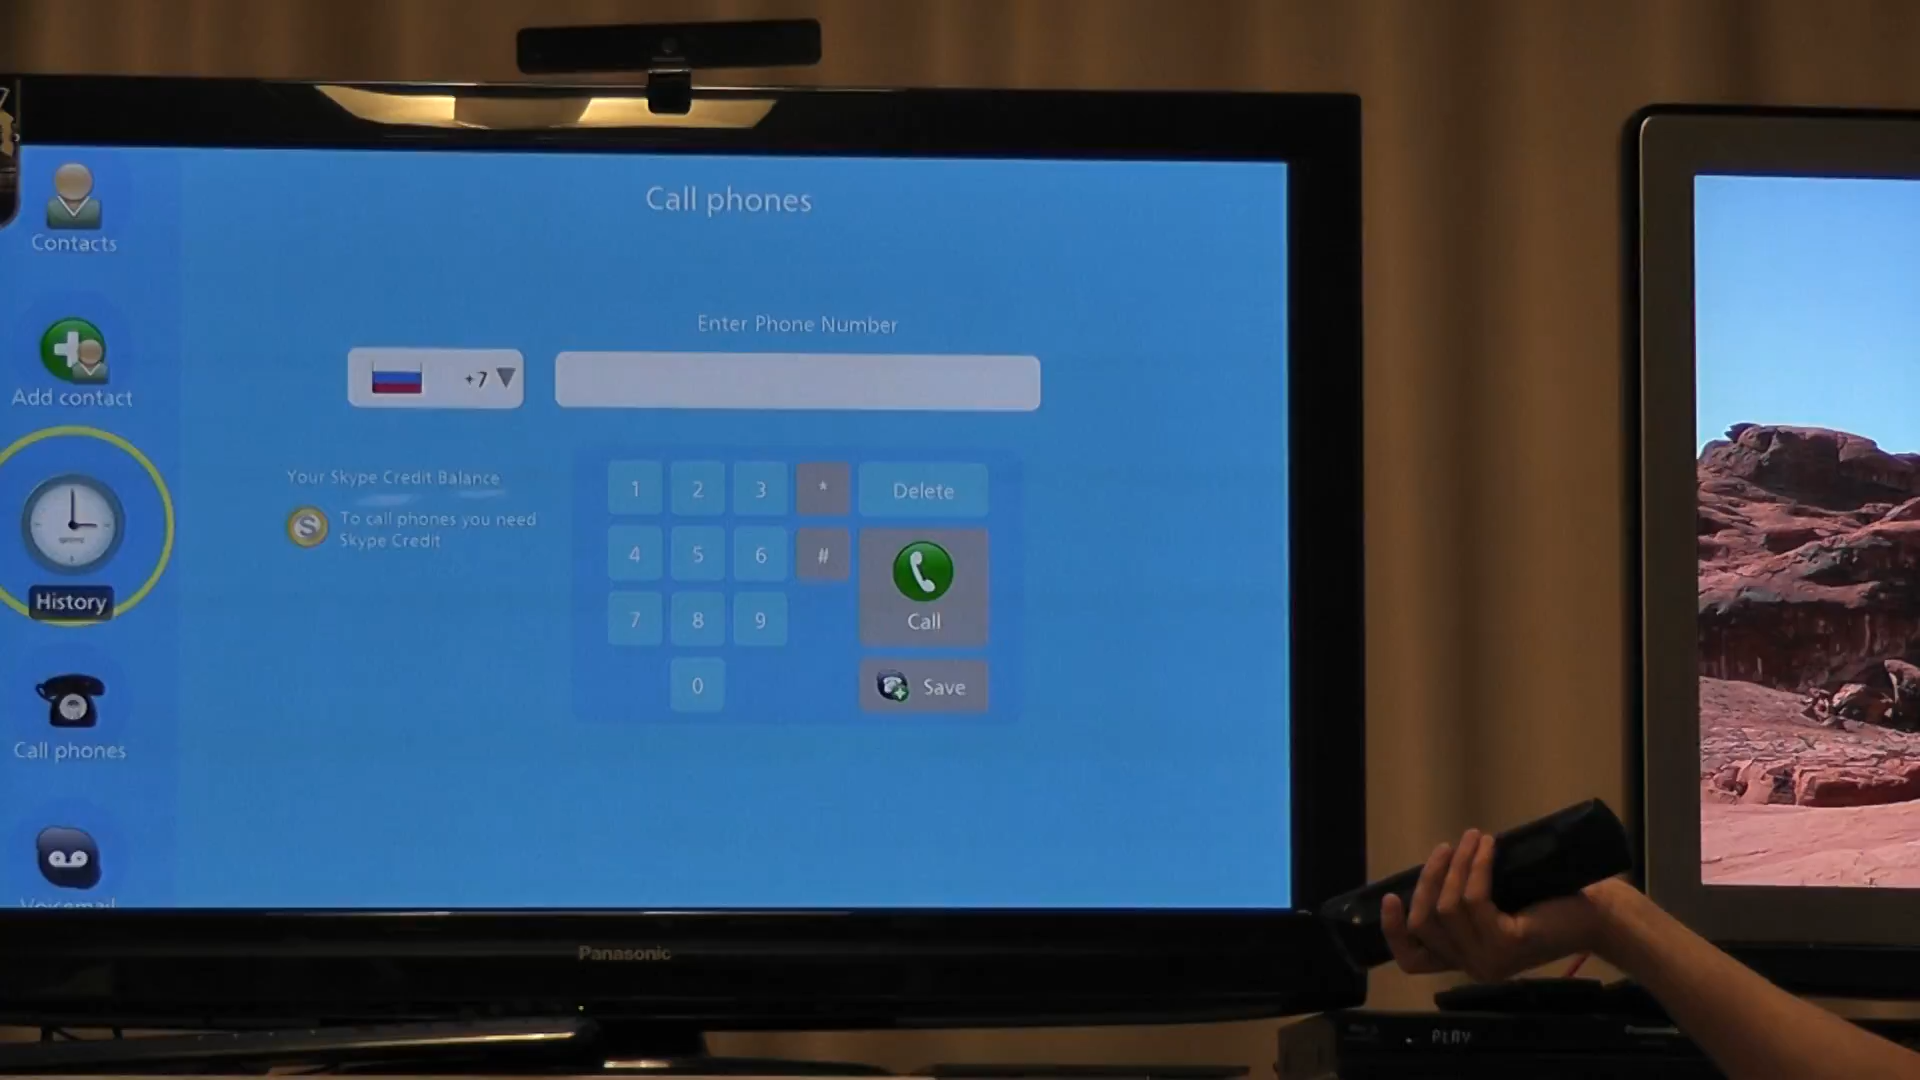 Call phones
Contacts
Enter Phone Number
+7
Add contact
Your Skype Credit Balance
To call phones you need
Skype Credit
1 2 3 * Delete
4 5 6 #
Call
7 8 9
0
Save
History
Call phones
Voicemail
Panasonic
PLAY
Panasonic